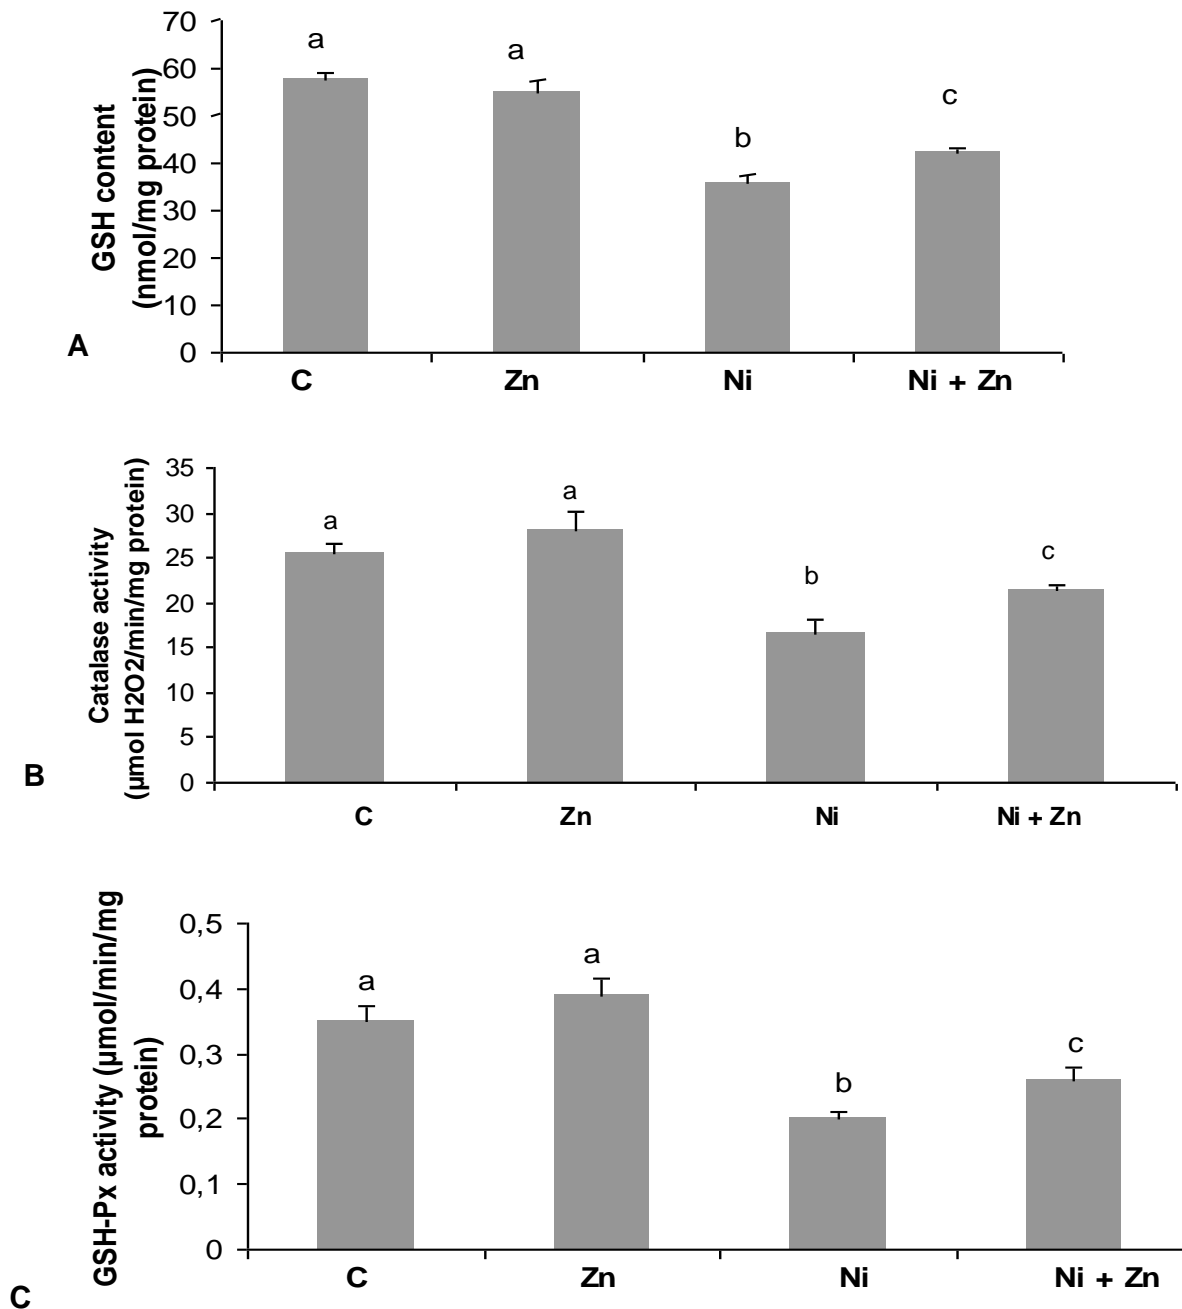 70
60
50
40
30
20
10
0
GSH content
(nmol/mg protein)
a
a
b
c
A
C Zn Ni Ni + Zn
35
30
25
20
15
10
5
0
Catalase activity
(µmol H2O2/min/mg protein)
a
a
b
c
B
C Zn Ni Ni + Zn
0,5
0,4
0,3
0,2
0,1
0
GSH-Px activity (µmol/min/mg
protein)
a
a
b
c
C Zn Ni Ni + Zn
C